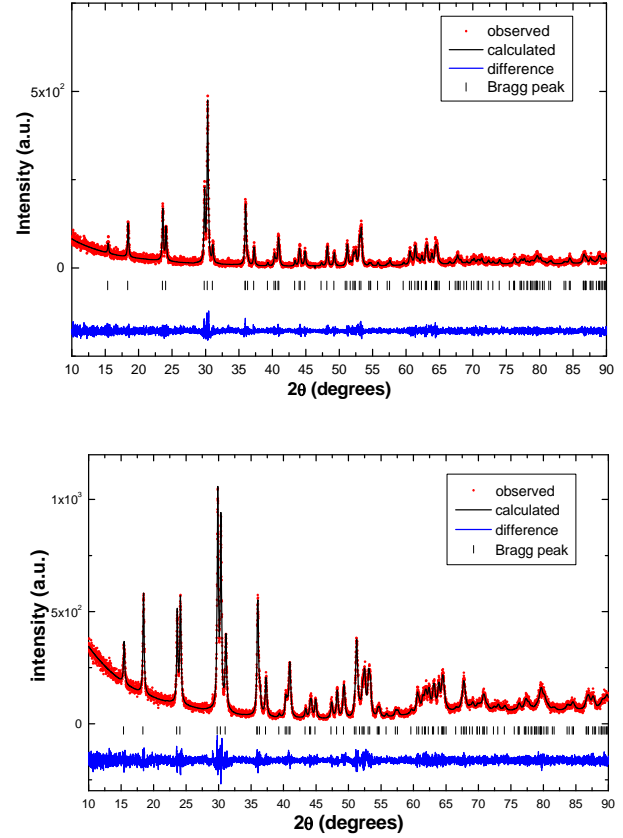 observed
calculated
difference
Bragg peak
5x10²
0
Intensity (a.u.)
10 15 20 25 30 35 40 45 50 55 60 65 70 75 80 85 90
2θ (degrees)
observed
calculated
difference
Bragg peak
1x10³
5x10²
0
intensity (a.u.)
10 15 20 25 30 35 40 45 50 55 60 65 70 75 80 85 90
2θ (degrees)